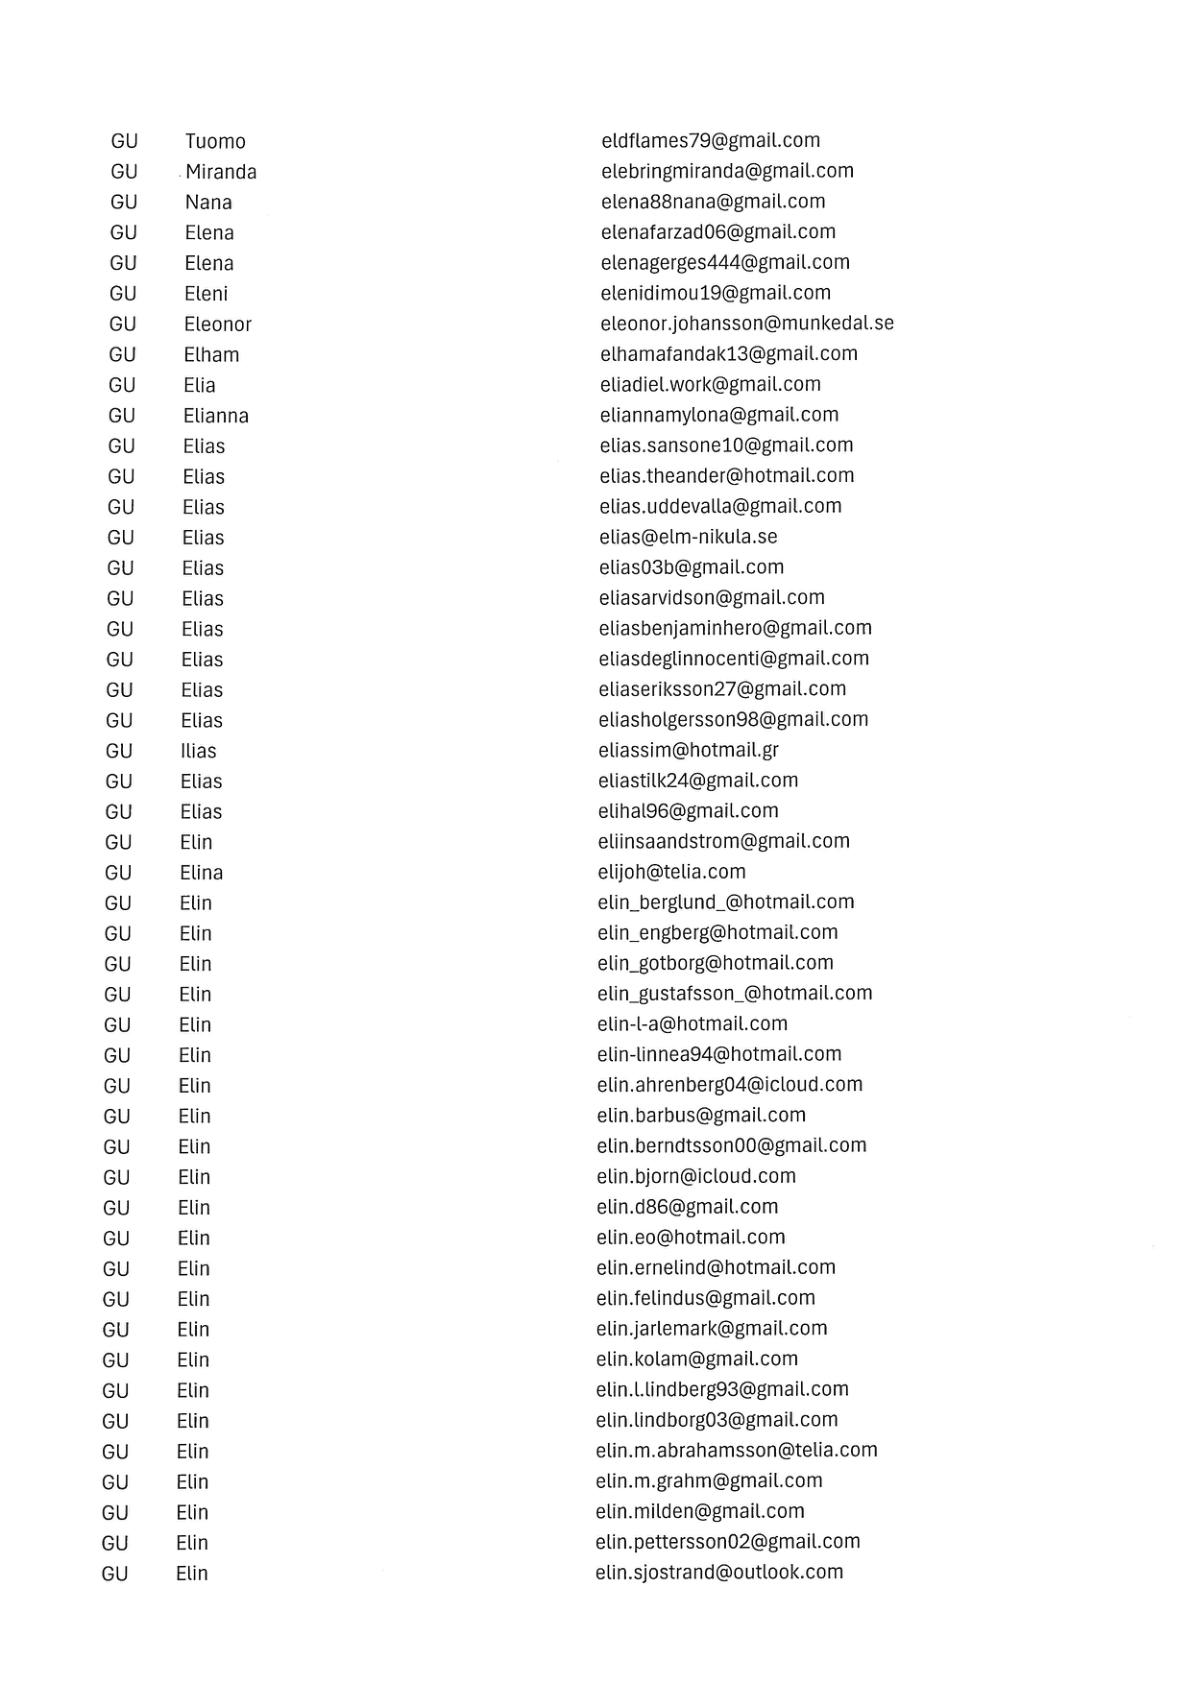 GU Tuomo eldflames79@gmail.com
GU Miranda elebringmiranda@gmail.com
GU Nana elena88nana@gmail.com
GU Elena elenafarzad06@gmail.com
GU Elena elenagerges444@gmail.com
GU Eleni elenidimou19@gmail.com
GU Eleonor eleonor.johansson@munkedal.se
GU Elham elhamafandak13@gmail.com
GU Elia eliadiel.work@gmail.com
GU Elianna eliannamylona@gmail.com
GU Elias elias.sansone10@gmail.com
GU Elias elias.theander@hotmail.com
GU Elias elias.uddevalla@gmail.com
GU Elias elias@elm-nikula.se
GU Elias elias03b@gmail.com
GU Elias eliasarvidson@gmail.com
GU Elias eliasbenjaminhero@gmail.com
GU Elias eliasdeglinnocenti@gmail.com
GU Elias eliaseriksson27@gmail.com
GU Elias eliasholgersson98@gmail.com
GU Ilias eliassim@hotmail.gr
GU Elias eliastilk24@gmail.com
GU Elias elihal96@gmail.com
GU Elin eliinsaandstrom@gmail.com
GU Elina elijoh@telia.com
GU Elin elin_berglund_@hotmail.com
GU Elin elin_engberg@hotmail.com
GU Elin elin_gotborg@hotmail.com
GU Elin elin_gustafsson_@hotmail.com
GU Elin elin-l-a@hotmail.com
GU Elin elin-linnea94@hotmail.com
GU Elin elin.ahrenberg04@icloud.com
GU Elin elin.barbus@gmail.com
GU Elin elin.berndtsson00@gmail.com
GU Elin elin.bjorn@icloud.com
GU Elin elin.d86@gmail.com
GU Elin elin.eo@hotmail.com
GU Elin elin.ernelind@hotmail.com
GU Elin elin.felindus@gmail.com
GU Elin elin.jarlemark@gmail.com
GU Elin elin.kolam@gmail.com
GU Elin elin.l.lindberg93@gmail.com
GU Elin elin.lindborg03@gmail.com
GU Elin elin.m.abrahamsson@telia.com
GU Elin elin.m.grahm@gmail.com
GU Elin elin.milden@gmail.com
GU Elin elin.pettersson02@gmail.com
GU Elin elin.sjostrand@outlook.com